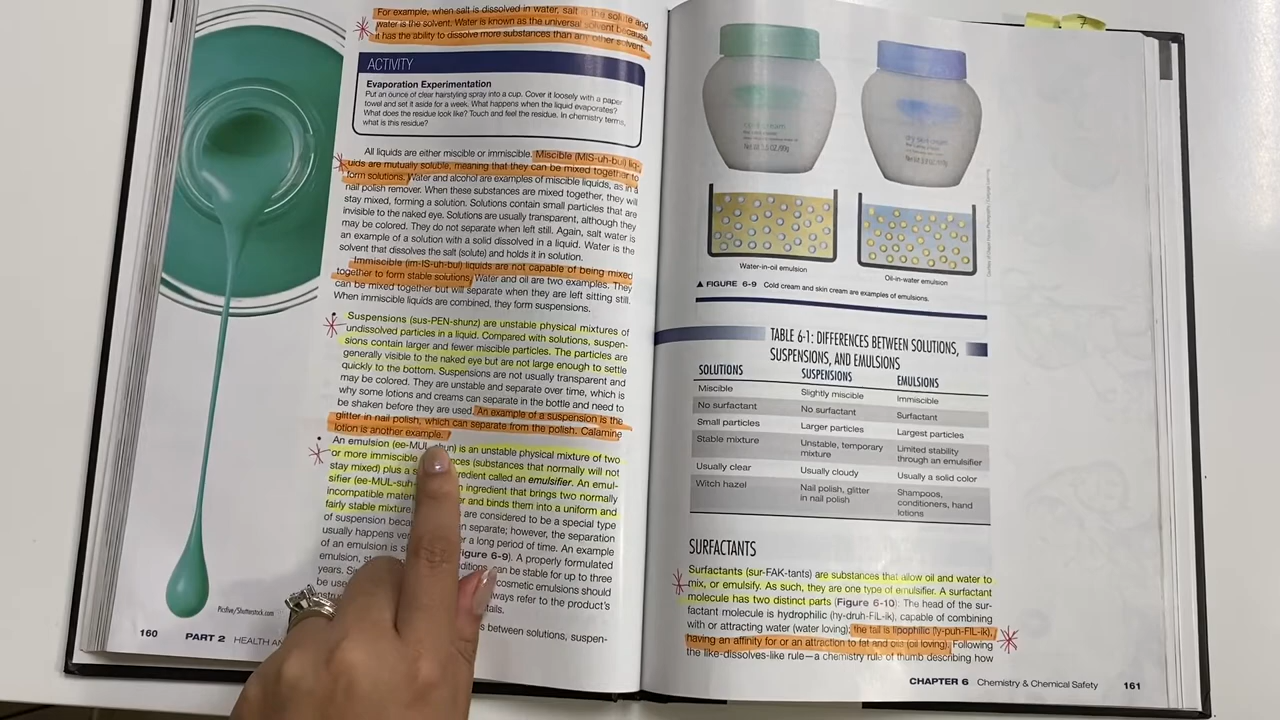 For example, when salt is dissolved in water, salt is the solute and
water is the solvent. Water is known as the universal solvent because
it has the ability to dissolve more substances than any other solvent.
ACTIVITY
Evaporation Experimentation
Put an ounce of clear hairstyling spray into a cup. Cover it loosely with a paper
towel and set it aside for a week. What happens when the liquid evaporates?
What does the residue look like? Touch and feel the residue. In chemistry terms,
what is this residue?
All liquids are either miscible or immiscible. Miscible (MIS-uh-bul) liq-
uids are mutually soluble, meaning that they can be mixed together to
form solutions. Water and alcohol are examples of miscible liquids, as in a
nail polish remover. When these substances are mixed together, they will
stay mixed, forming a solution. Solutions contain small particles that are
invisible to the naked eye. Solutions are usually transparent, although they
may be colored. They do not separate when left still. Again, salt water is
an example of a solution with a solid dissolved in a liquid. Water is the
solvent that dissolves the salt (solute) and holds it in solution.
Immiscible (im-IS-uh-bul) liquids are not capable of being mixed
together to form stable solutions. Water and oil are two examples. They
can be mixed together but will separate when they are left sitting still.
When immiscible liquids are combined, they form suspensions.
Suspensions (sus-PEN-shunz) are unstable physical mixtures of
undissolved particles in a liquid. Compared with solutions, suspen-
sions contain larger and fewer miscible particles. The particles are
generally visible to the naked eye but are not large enough to settle
quickly to the bottom. Suspensions are not usually transparent and
may be colored. They are unstable and separate over time, which is
why some lotions and creams can separate in the bottle and need to
be shaken before they are used. An example of a suspension is the
glitter in nail polish, which can separate from the polish. Calamine
lotion is another example.
An emulsion (ee-MUL-shun) is an unstable physical mixture of two
or more immiscible (substances that normally will not
stay mixed) plus a called an emulsifier. An emul-
sifier (ee-MUL-suh- ingredient that brings two normally
incompatible and binds them into a uniform and
fairly stable mixture. are considered to be a special type
of suspension separate; however, the separation
usually happens a long period of time. An example
of an emulsion is Figure 6-9). A properly formulated
emulsion, can be stable for up to three
years. cosmetic emulsions should
be always refer to the product's
between solutions, suspen-
Picsfive/Shutterstock.com
160 PART 2 HEALTH
Water-in-oil emulsion
Oil-in-water emulsion
▲ FIGURE 6-9 Cold cream and skin cream are examples of emulsions.
TABLE 6-1: DIFFERENCES BETWEEN SOLUTIONS,
SUSPENSIONS, AND EMULSIONS
SOLUTIONS SUSPENSIONS EMULSIONS
Miscible Slightly miscible Immiscible
No surfactant No surfactant Surfactant
Small particles Larger particles Largest particles
Stable mixture Unstable, temporary Limited stability
mixture through an emulsifier
Usually clear Usually cloudy Usually a solid color
Witch hazel Nail polish, glitter Shampoos,
in nail polish conditioners, hand
lotions
SURFACTANTS
Surfactants (sur-FAK-tants) are substances that allow oil and water to
mix, or emulsify. As such, they are one type of emulsifier. A surfactant
molecule has two distinct parts (Figure 6-10): The head of the sur-
factant molecule is hydrophilic (hy-druh-FIL-ik), capable of combining
with or attracting water (water loving); the tail is lipophilic (ly-puh-FIL-ik),
having an affinity for or an attraction to fat and oils (oil loving). Following
the like-dissolves-like rule—a chemistry rule of thumb describing how
CHAPTER 6 Chemistry & Chemical Safety 161